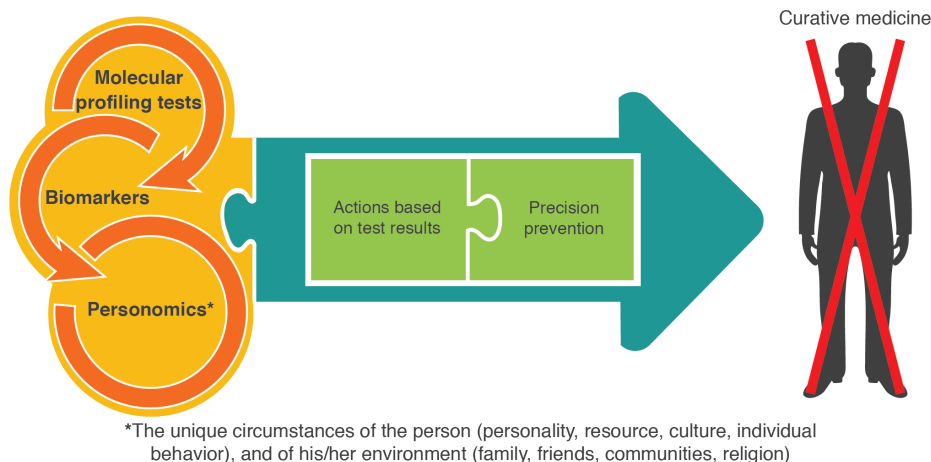 Curative medicine
Molecular
profiling tests
Biomarkers
Personomics*
Actions based
on test results
Precision
prevention
*The unique circumstances of the person (personality, resource, culture, individual
behavior), and of his/her environment (family, friends, communities, religion)